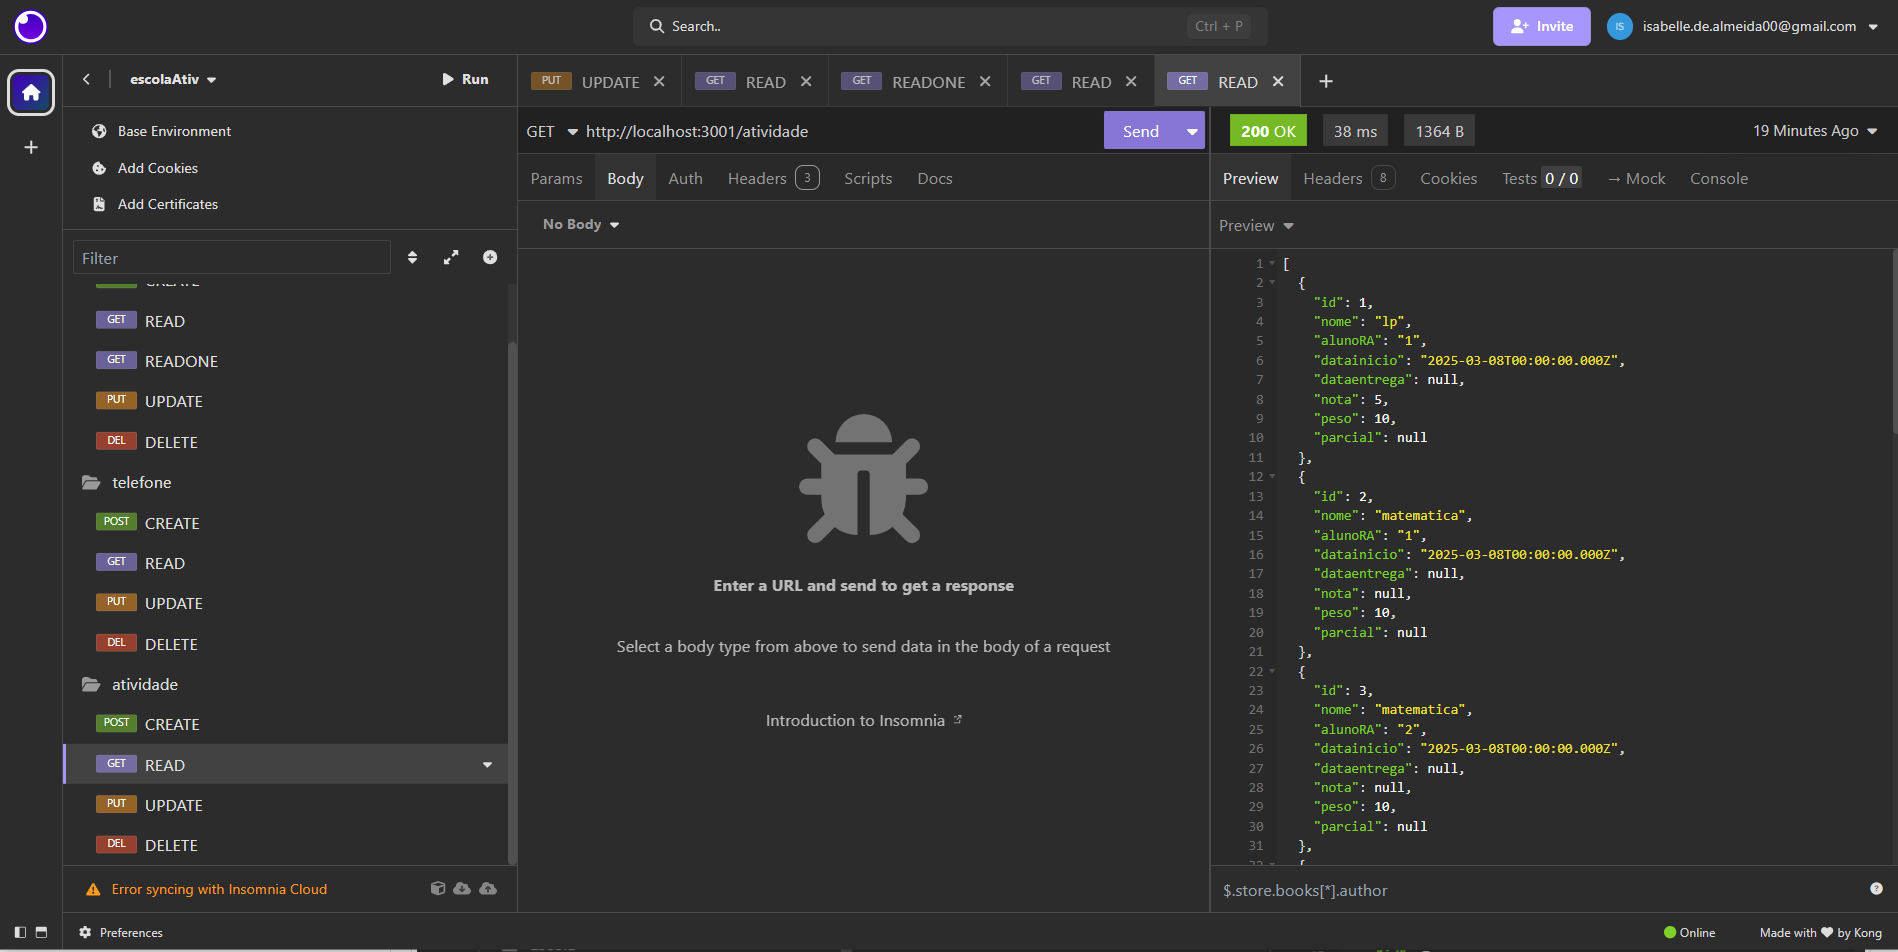 Search..
Ctrl + P
Invite
IS
isabelle.de.almeida00@gmail.com
escolaAtiv
Run
PUT UPDATE
GET READ
GET READONE
GET READ
GET READ
Base Environment
Add Cookies
Add Certificates
Filter
CREATE
GET READ
GET READONE
PUT UPDATE
DEL DELETE
telefone
POST CREATE
GET READ
PUT UPDATE
DEL DELETE
atividade
POST CREATE
GET READ
PUT UPDATE
DEL DELETE
Error syncing with Insomnia Cloud
Preferences
GET http://localhost:3001/atividade
Send
Params Body Auth Headers 3 Scripts Docs
No Body
Enter a URL and send to get a response
Select a body type from above to send data in the body of a request
Introduction to Insomnia
200 OK 38 ms 1364 B
19 Minutes Ago
Preview Headers 8 Cookies Tests 0 / 0 → Mock Console
Preview
1 [
2 {
3 "id": 1,
4 "nome": "lp",
5 "alunoRA": "1",
6 "datainicio": "2025-03-08T00:00:00.000Z",
7 "dataentrega": null,
8 "nota": 5,
9 "peso": 10,
10 "parcial": null
11 },
12 {
13 "id": 2,
14 "nome": "matematica",
15 "alunoRA": "1",
16 "datainicio": "2025-03-08T00:00:00.000Z",
17 "dataentrega": null,
18 "nota": null,
19 "peso": 10,
20 "parcial": null
21 },
22 {
23 "id": 3,
24 "nome": "matematica",
25 "alunoRA": "2",
26 "datainicio": "2025-03-08T00:00:00.000Z",
27 "dataentrega": null,
28 "nota": null,
29 "peso": 10,
30 "parcial": null
31 },
32 {
$.store.books[*].author
Online
Made with ❤ by Kong